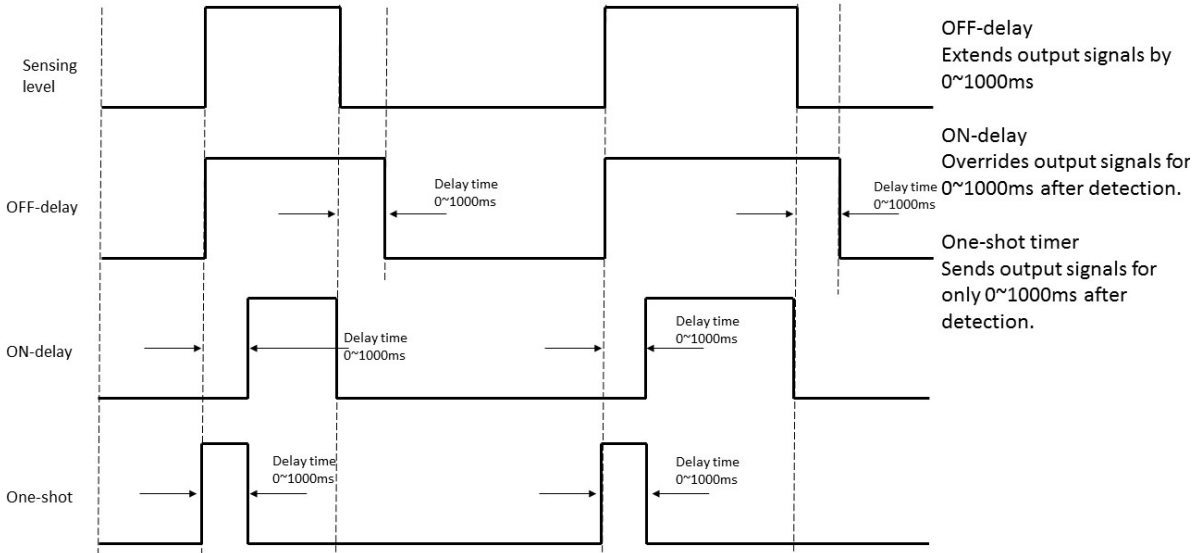 Sensing
level
OFF-delay
Extends output signals by
0~1000ms
OFF-delay
Delay time
0~1000ms
Delay time
0~1000ms
ON-delay
Overrides output signals for
0~1000ms after detection.
ON-delay
Delay time
0~1000ms
Delay time
0~1000ms
One-shot timer
Sends output signals for
only 0~1000ms after
detection.
One-shot
Delay time
0~1000ms
Delay time
0~1000ms